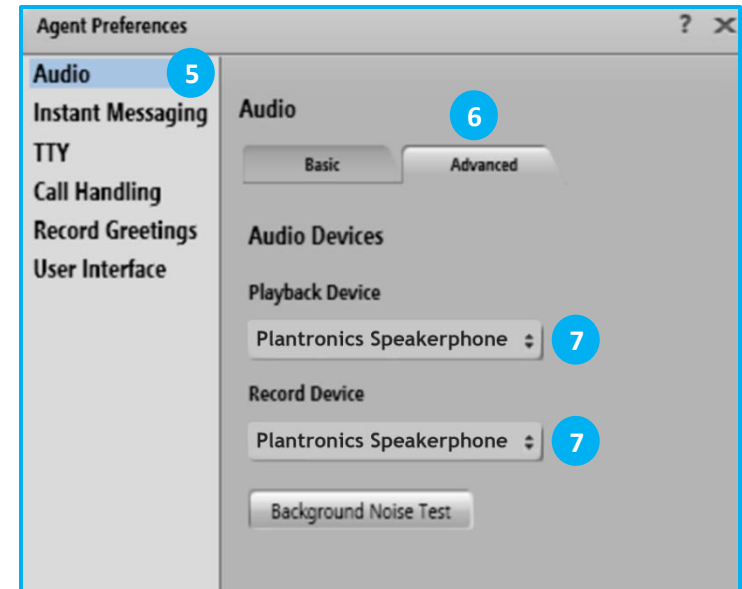 Agent Preferences ? ×
Audio 5
Instant Messaging
TTY
Call Handling
Record Greetings
User Interface
Audio 6
Basic Advanced
Audio Devices
Playback Device
Plantronics Speakerphone 7
Record Device
Plantronics Speakerphone 7
Background Noise Test